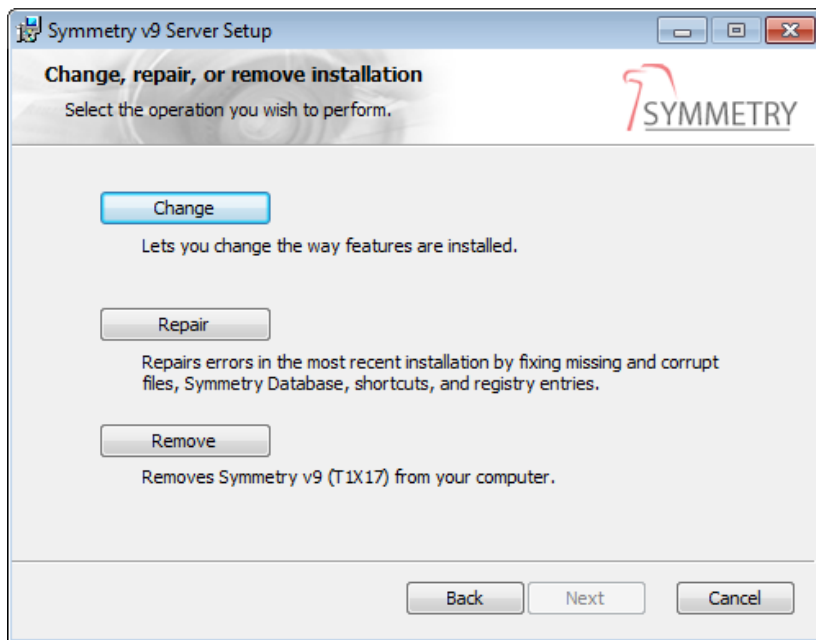 Symmetry v9 Server Setup
Change, repair, or remove installation
Select the operation you wish to perform.
SYMMETRY
Change
Lets you change the way features are installed.
Repair
Repairs errors in the most recent installation by fixing missing and corrupt
files, Symmetry Database, shortcuts, and registry entries.
Remove
Removes Symmetry v9 (T1X17) from your computer.
Back
Next
Cancel